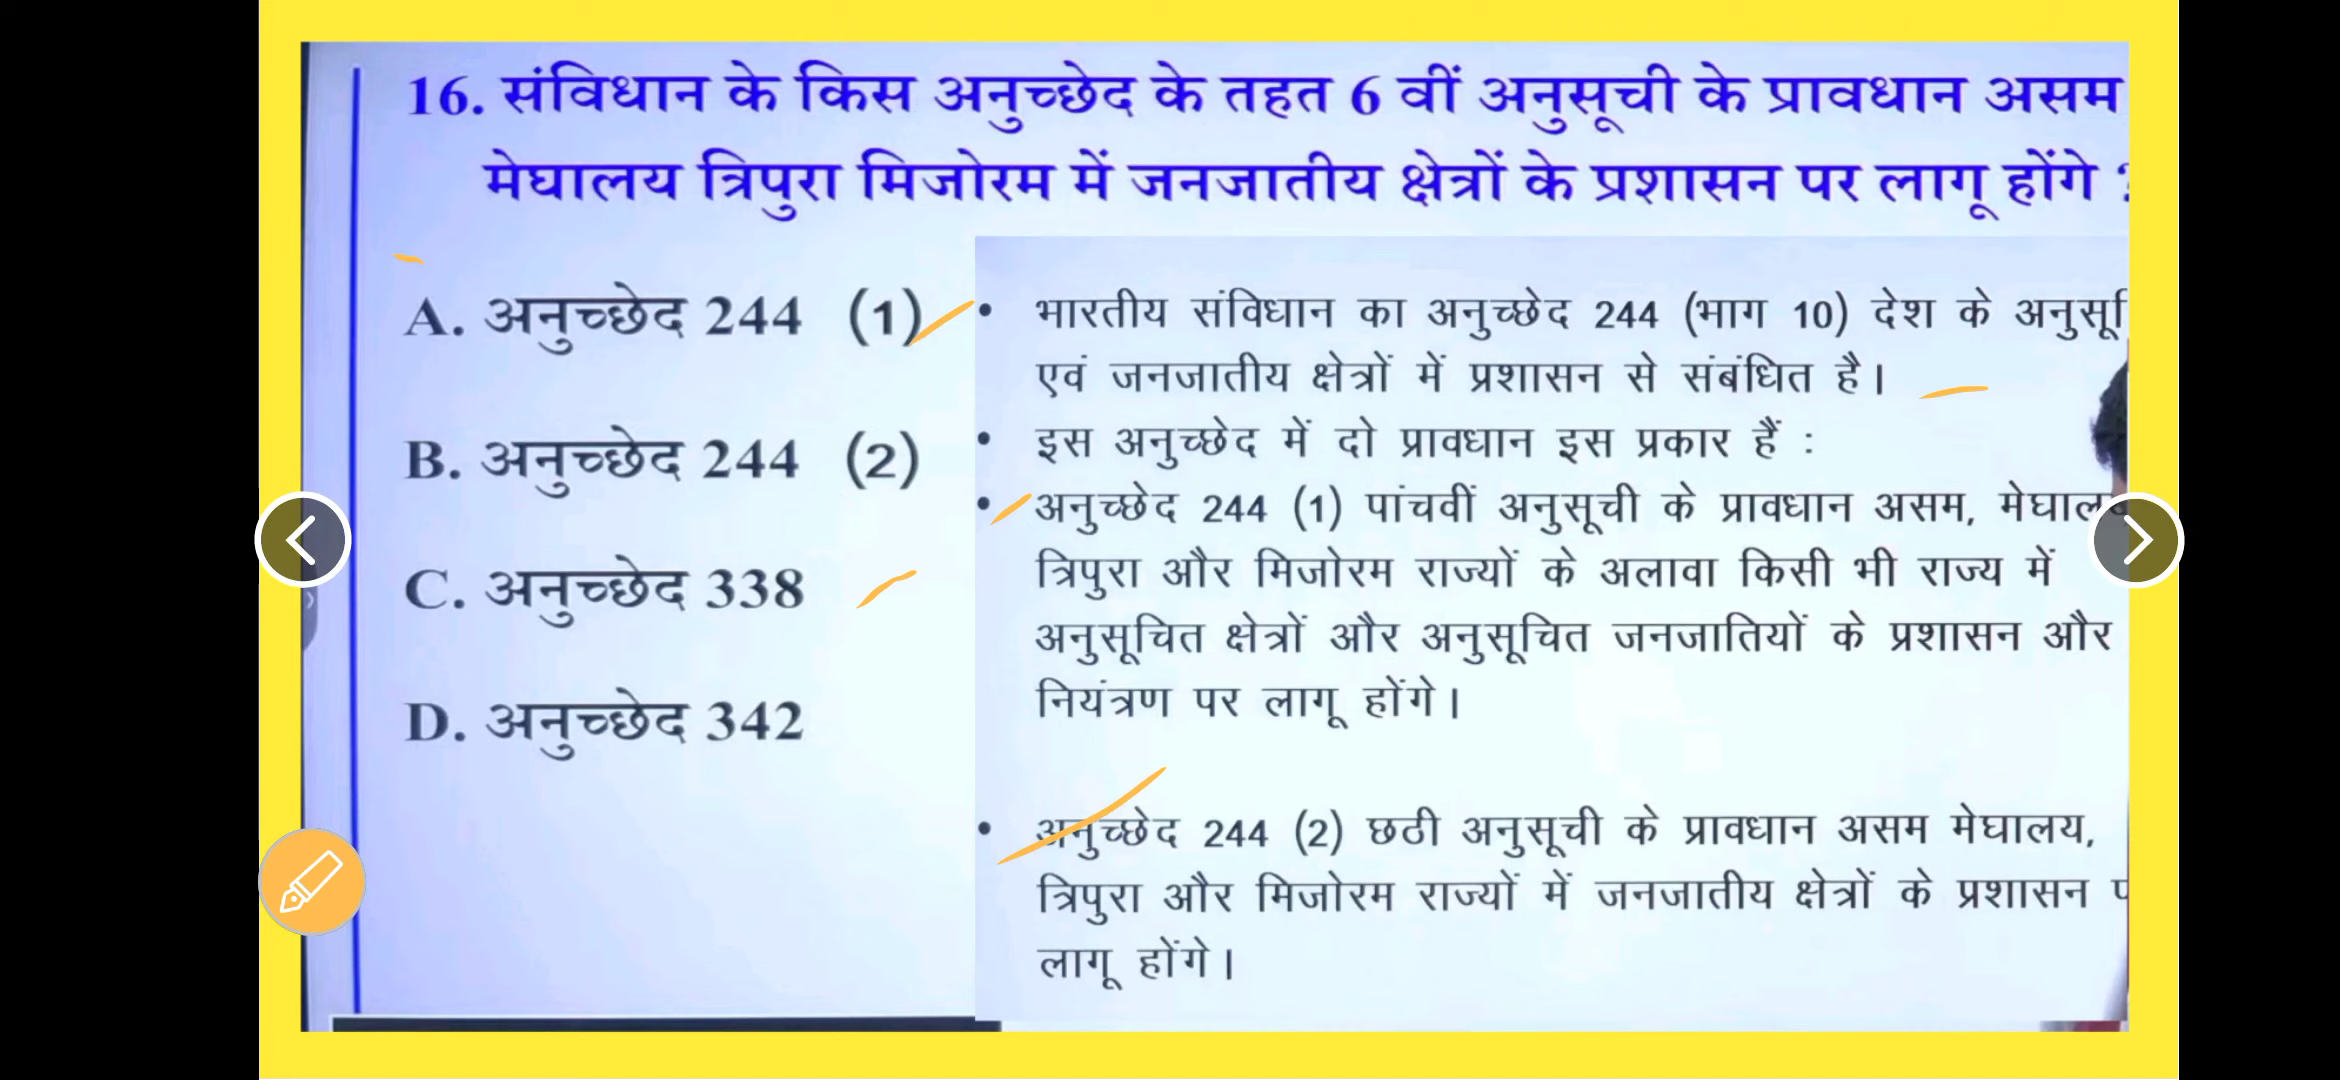 16. संविधान के किस अनुच्छेद के तहत 6 वीं अनुसूची के प्रावधान असम
मेघालय त्रिपुरा मिजोरम में जनजातीय क्षेत्रों के प्रशासन पर लागू होंगे ?
A. अनुच्छेद 244 (1)
B. अनुच्छेद 244 (2)
C. अनुच्छेद 338
D. अनुच्छेद 342
• भारतीय संविधान का अनुच्छेद 244 (भाग 10) देश के
एवं जनजातीय क्षेत्रों में प्रशासन से संबंधित है।
• इस अनुच्छेद में दो प्रावधान इस प्रकार हैं :
• अनुच्छेद 244 (1) पांचवीं अनुसूची के प्रावधान असम,
त्रिपुरा और मिजोरम राज्यों के अलावा किसी भी राज्य में
अनुसूचित क्षेत्रों और अनुसूचित जनजातियों के प्रशासन और
नियंत्रण पर लागू होंगे।
• अनुच्छेद 244 (2) छठी अनुसूची के प्रावधान असम मेघालय,
त्रिपुरा और मिजोरम राज्यों में जनजातीय क्षेत्रों के प्रशासन
लागू होंगे।